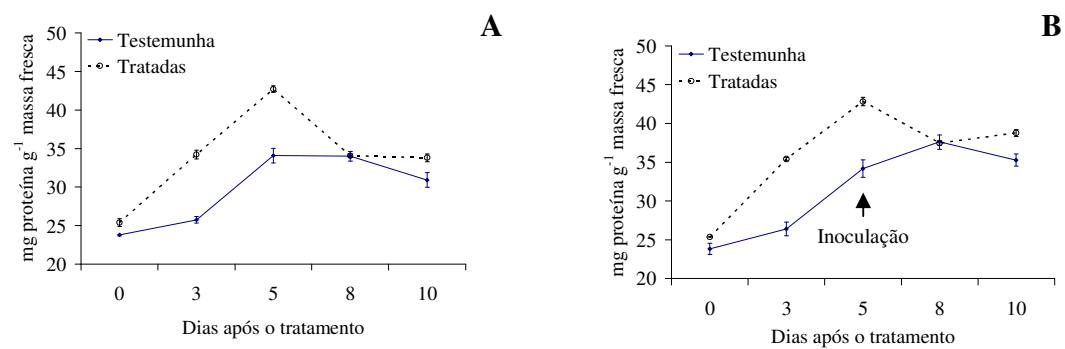 A
50
45
40
35
30
25
20
mg proteína g-1 massa fresca
Testemunha
Tratadas
0 3 5 8 10
Dias após o tratamento
B
50
45
40
35
30
25
20
mg proteína g-1 massa fresca
Testemunha
Tratadas
Inoculação
0 3 5 8 10
Dias após o tratamento